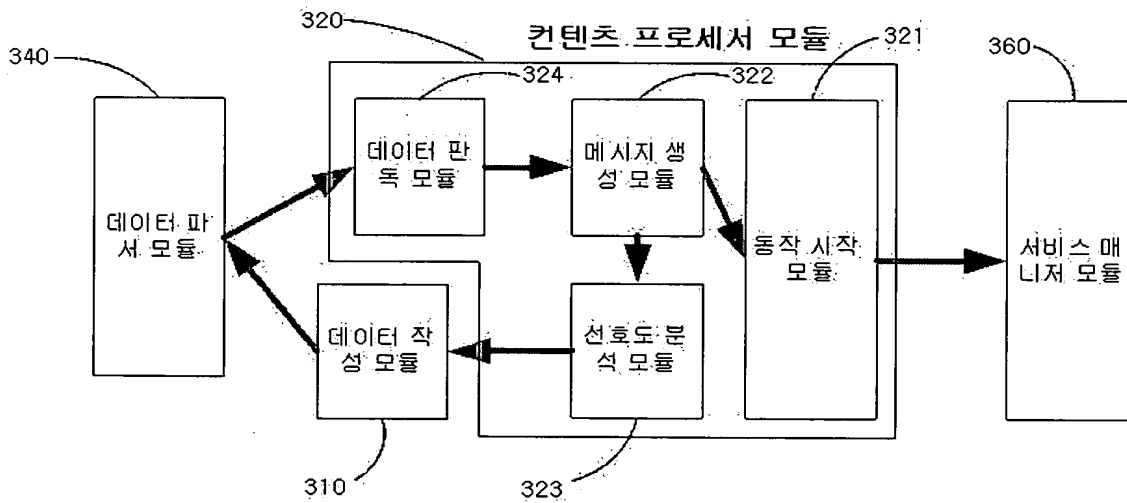 320
컨텐츠 프로세서 모듈
321
340
324
322
360
데이터 판
독 모듈
메시지 생
성 모듈
데이터 파
서 모듈
동작 시작
모듈
서비스 매
니저 모듈
데이터 작
성 모듈
선호도 분
석 모듈
310
323